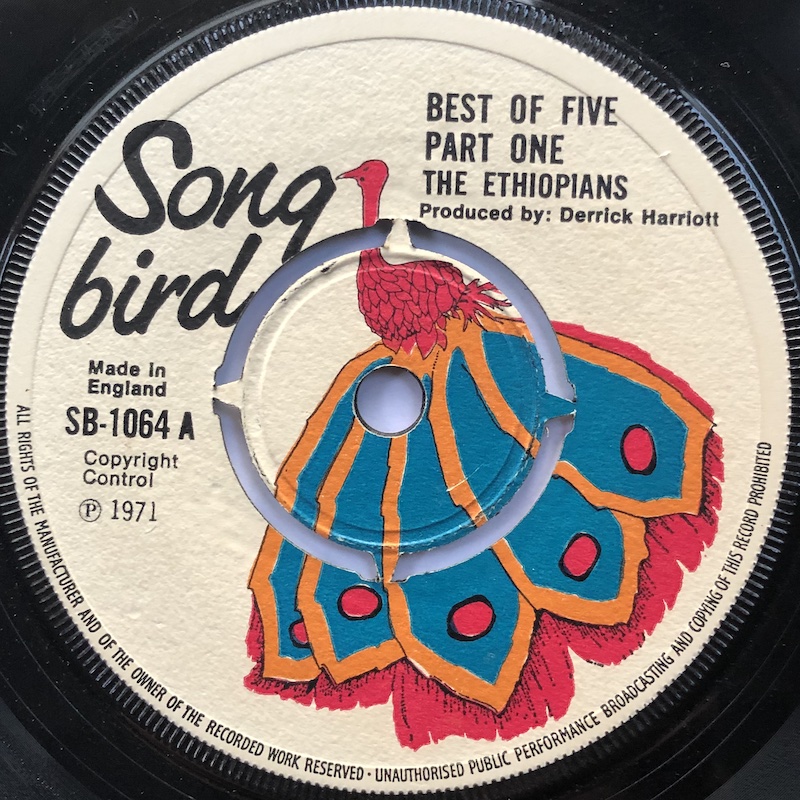 Song
bird
BEST OF FIVE
PART ONE
THE ETHIOPIANS
Produced by: Derrick Harriott
Made in
England
SB-1064 A
Copyright
Control
Ⓟ 1971
ALL RIGHTS OF THE MANUFACTURER AND OF THE OWNER OF THE RECORDED WORK RESERVED · UNAUTHORISED PUBLIC PERFORMANCE BROADCASTING AND COPYING OF THIS RECORD PROHIBITED